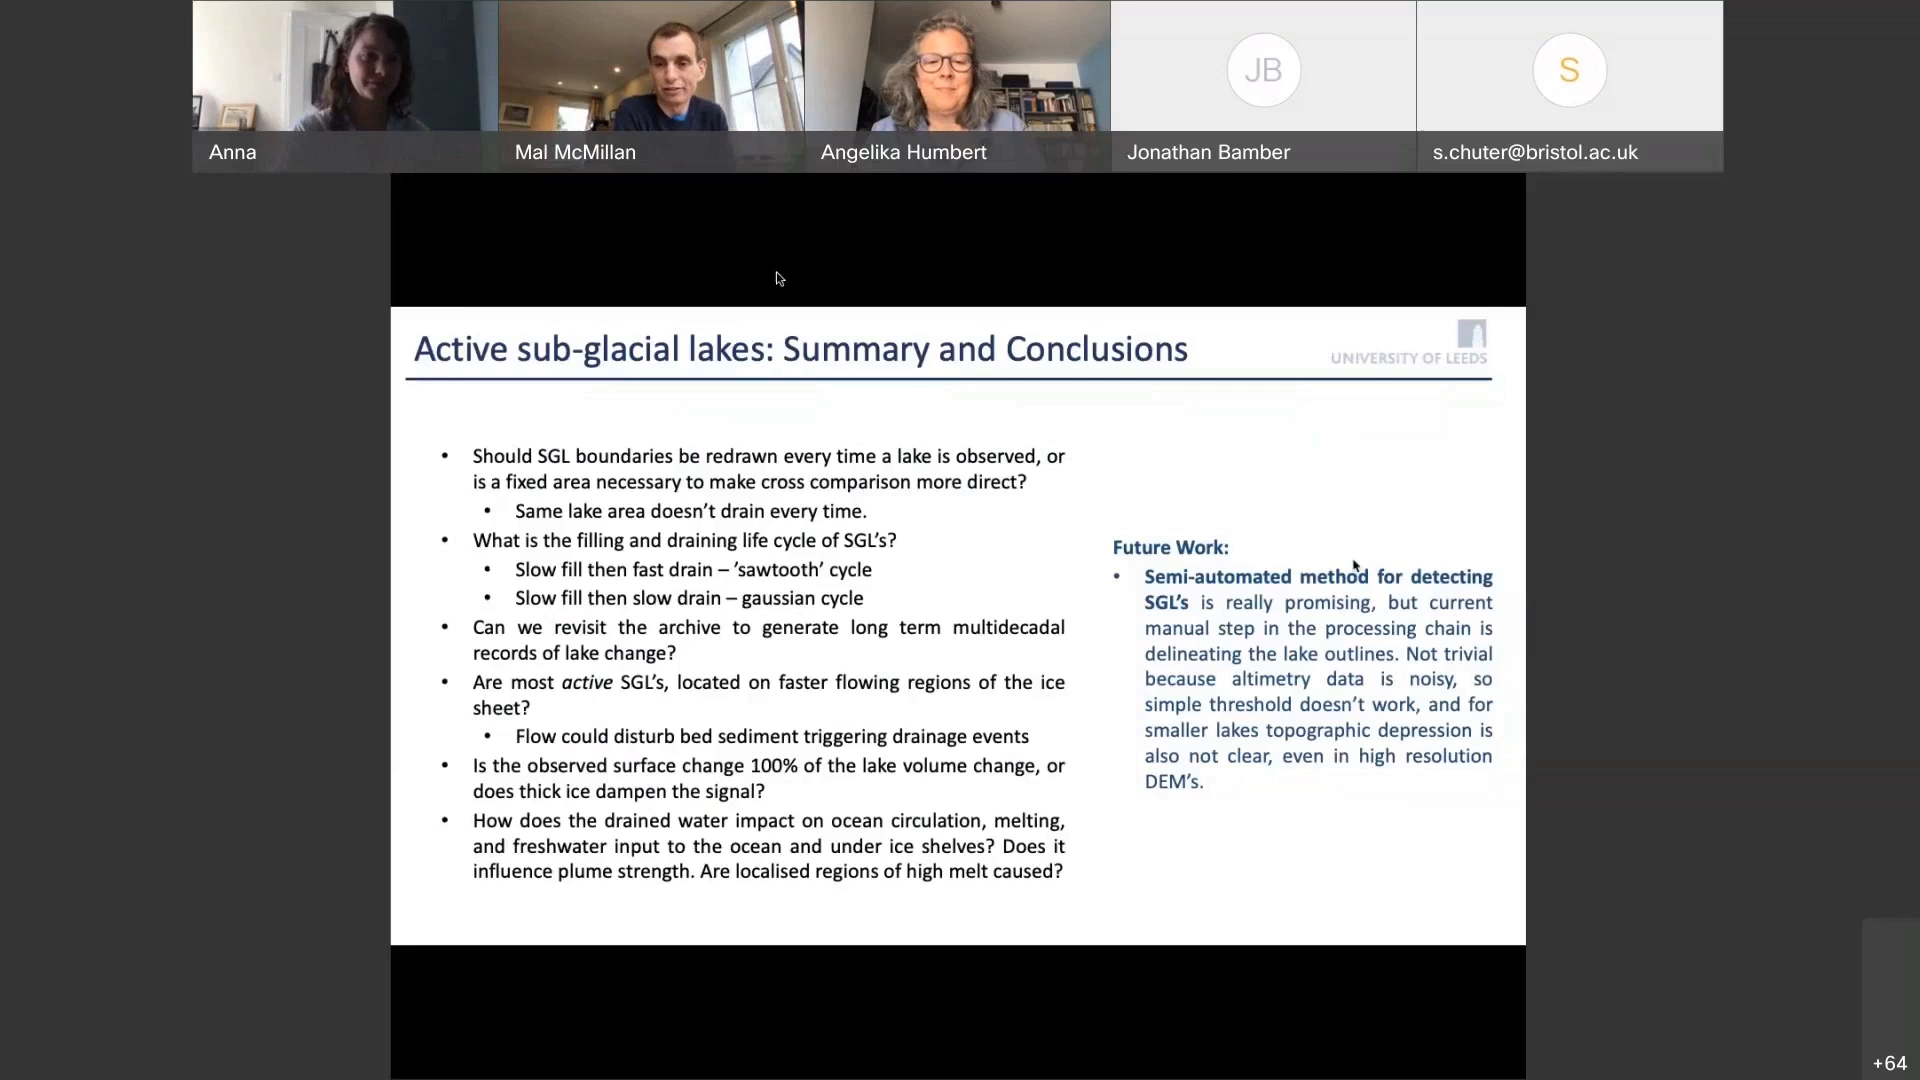 Anna
Mal McMillan
Angelika Humbert
JB
Jonathan Bamber
S
s.chuter@bristol.ac.uk
Active sub-glacial lakes: Summary and Conclusions
UNIVERSITY OF LEEDS
• Should SGL boundaries be redrawn every time a lake is observed, or
is a fixed area necessary to make cross comparison more direct?
• Same lake area doesn't drain every time.
• What is the filling and draining life cycle of SGL's?
• Slow fill then fast drain – 'sawtooth' cycle
• Slow fill then slow drain – gaussian cycle
• Can we revisit the archive to generate long term multidecadal
records of lake change?
• Are most active SGL's, located on faster flowing regions of the ice
sheet?
• Flow could disturb bed sediment triggering drainage events
• Is the observed surface change 100% of the lake volume change, or
does thick ice dampen the signal?
• How does the drained water impact on ocean circulation, melting,
and freshwater input to the ocean and under ice shelves? Does it
influence plume strength. Are localised regions of high melt caused?
Future Work:
• Semi-automated method for detecting
SGL's is really promising, but current
manual step in the processing chain is
delineating the lake outlines. Not trivial
because altimetry data is noisy, so
simple threshold doesn't work, and for
smaller lakes topographic depression is
also not clear, even in high resolution
DEM's.
+64